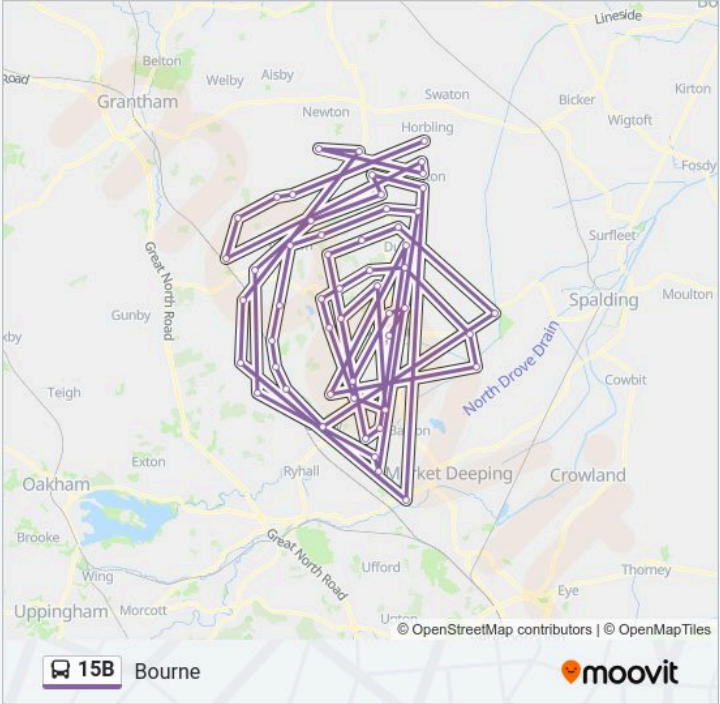 Lineside
Road
Belton
Welby
Aisby
Grantham
Swaton
Kirton
Bicker
Newton
Wigtoft
Horbling
Fosdy
Surfleet
Great North Road
Gunby
Spalding
Moulton
North Drove Drain
Teigh
Cowbit
Exton
Ryhall
Market Deeping
Crowland
Oakham
Brooke
Great North Road
Wing
Ufford
Thorney
Eye
Uppingham
Morcott
© OpenStreetMap contributors | © OpenMapTiles
15B Bourne
moovit